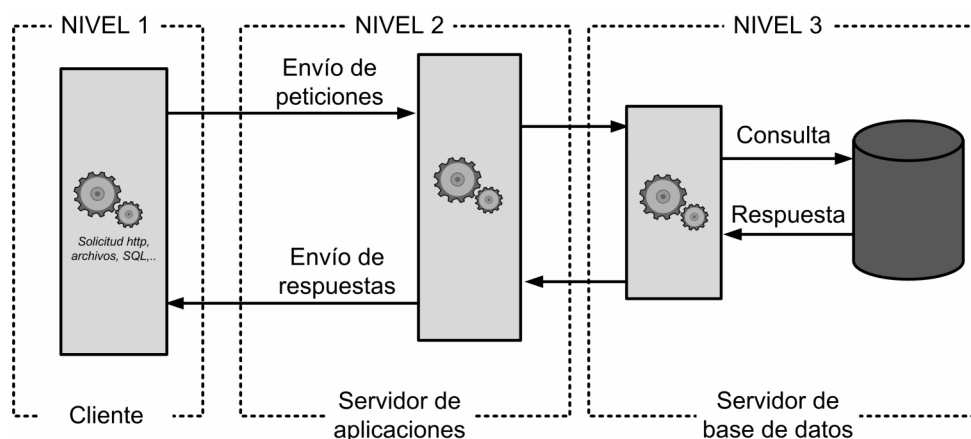 NIVEL 1
NIVEL 2
NIVEL 3
Envío de
peticiones
Consulta
Respuesta
Solicitud http,
archivos, SQL,..
Envío de
respuestas
Cliente
Servidor de
aplicaciones
Servidor de
base de datos